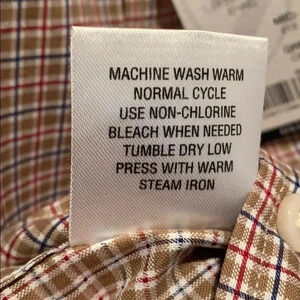 MACHINE WASH WARM
NORMAL CYCLE
USE NON-CHLORINE
BLEACH WHEN NEEDED
TUMBLE DRY LOW
PRESS WITH WARM
STEAM IRON